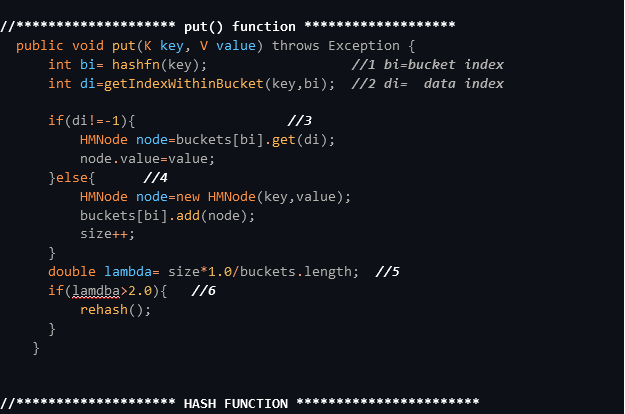 //******************** put() function *******************
public void put(K key, V value) throws Exception {
int bi= hashfn(key); //1 bi=bucket index
int di=getIndexWithinBucket(key,bi); //2 di= data index
if(di!=-1){ //3
HMNode node=buckets[bi].get(di);
node.value=value;
}else{ //4
HMNode node=new HMNode(key,value);
buckets[bi].add(node);
size++;
}
double lambda= size*1.0/buckets.length; //5
if(lamdba>2.0){ //6
rehash();
}
}
//******************** HASH FUNCTION ***********************